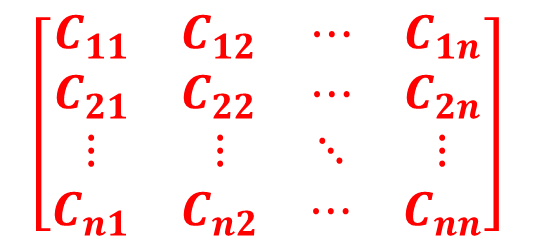 C₁₁ C₁₂ ⋯ C₁ₙ
C₂₁ C₂₂ ⋯ C₂ₙ
⋮ ⋮ ⋱ ⋮
Cₙ₁ Cₙ₂ ⋯ Cₙₙ